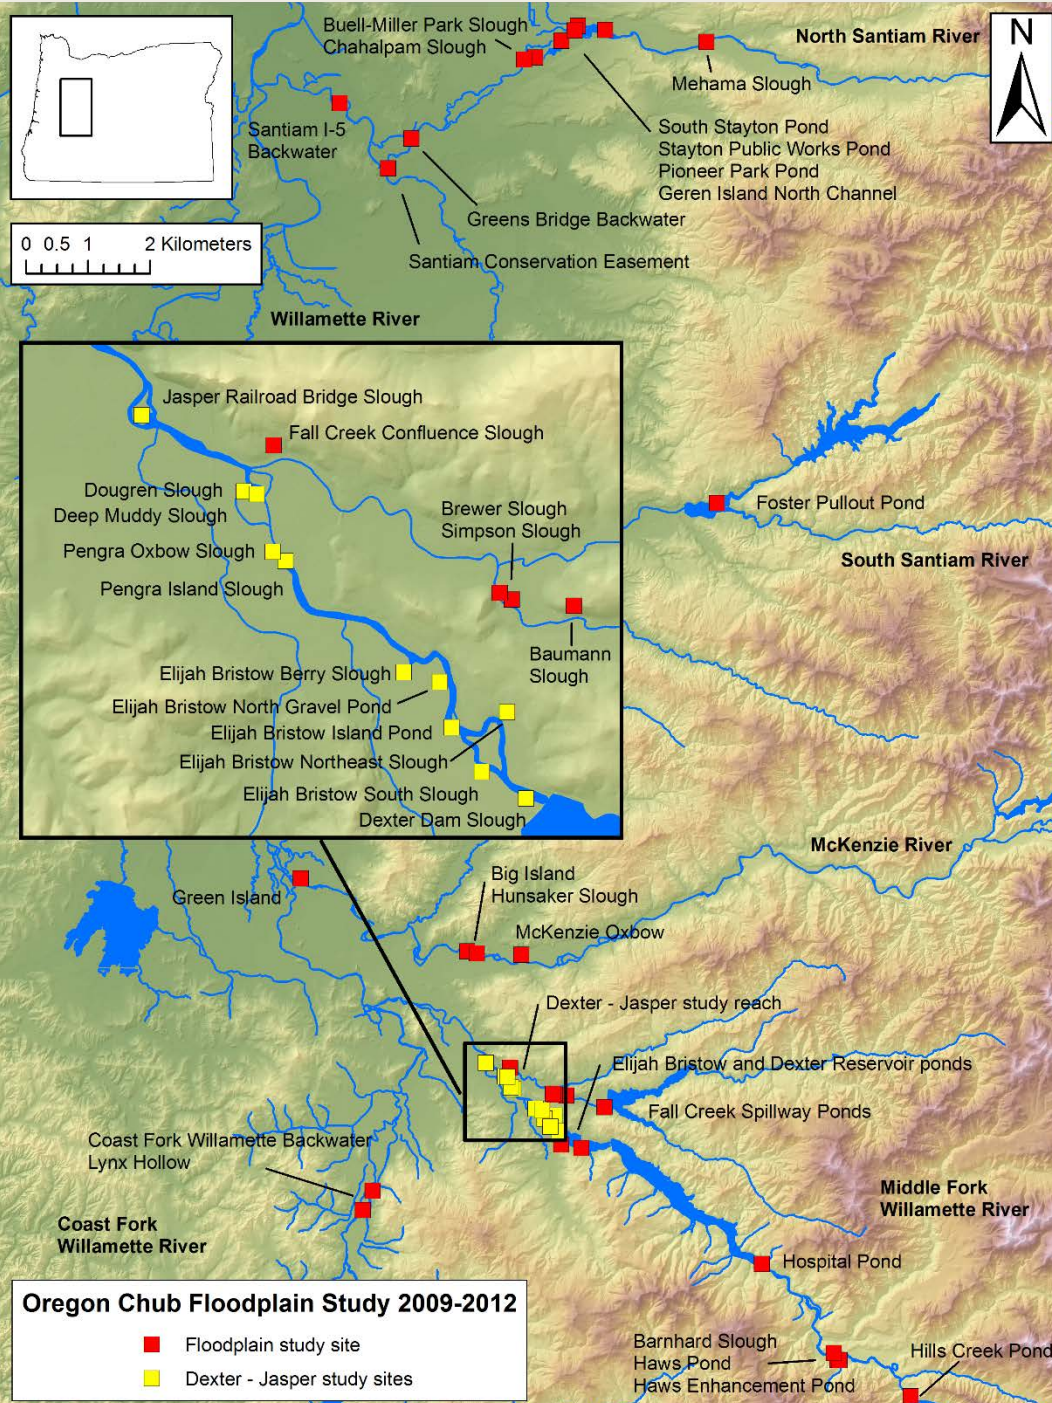 Buell-Miller Park Slough
Chahalpam Slough
North Santiam River
N
Mehama Slough
Santiam I-5
Backwater
South Stayton Pond
Stayton Public Works Pond
Pioneer Park Pond
Geren Island North Channel
Greens Bridge Backwater
0 0.5 1 2 Kilometers
Santiam Conservation Easement
Willamette River
Jasper Railroad Bridge Slough
Fall Creek Confluence Slough
Dougren Slough
Deep Muddy Slough
Brewer Slough
Simpson Slough
Foster Pullout Pond
Pengra Oxbow Slough
South Santiam River
Pengra Island Slough
Baumann
Slough
Elijah Bristow Berry Slough
Elijah Bristow North Gravel Pond
Elijah Bristow Island Pond
Elijah Bristow Northeast Slough
Elijah Bristow South Slough
Dexter Dam Slough
McKenzie River
Green Island
Big Island
Hunsaker Slough
McKenzie Oxbow
Dexter - Jasper study reach
Elijah Bristow and Dexter Reservoir ponds
Fall Creek Spillway Ponds
Coast Fork Willamette Backwater
Lynx Hollow
Middle Fork
Willamette River
Coast Fork
Willamette River
Hospital Pond
Oregon Chub Floodplain Study 2009-2012
Floodplain study site
Dexter - Jasper study sites
Barnhard Slough
Haws Pond
Haws Enhancement Pond
Hills Creek Pond